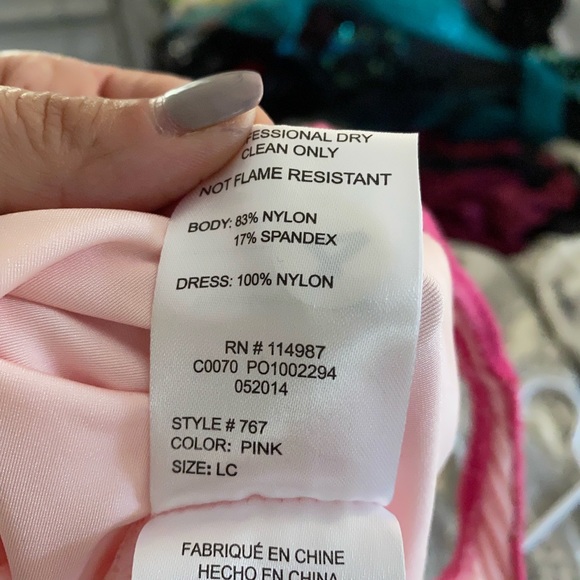 DRY
CLEAN ONLY
NOT FLAME RESISTANT
BODY: 83% NYLON
17% SPANDEX
DRESS: 100% NYLON
RN # 114987
C0070 PO1002294
052014
STYLE # 767
COLOR: PINK
SIZE: LC
FABRIQUÉ EN CHINE
HECHO EN CHINA